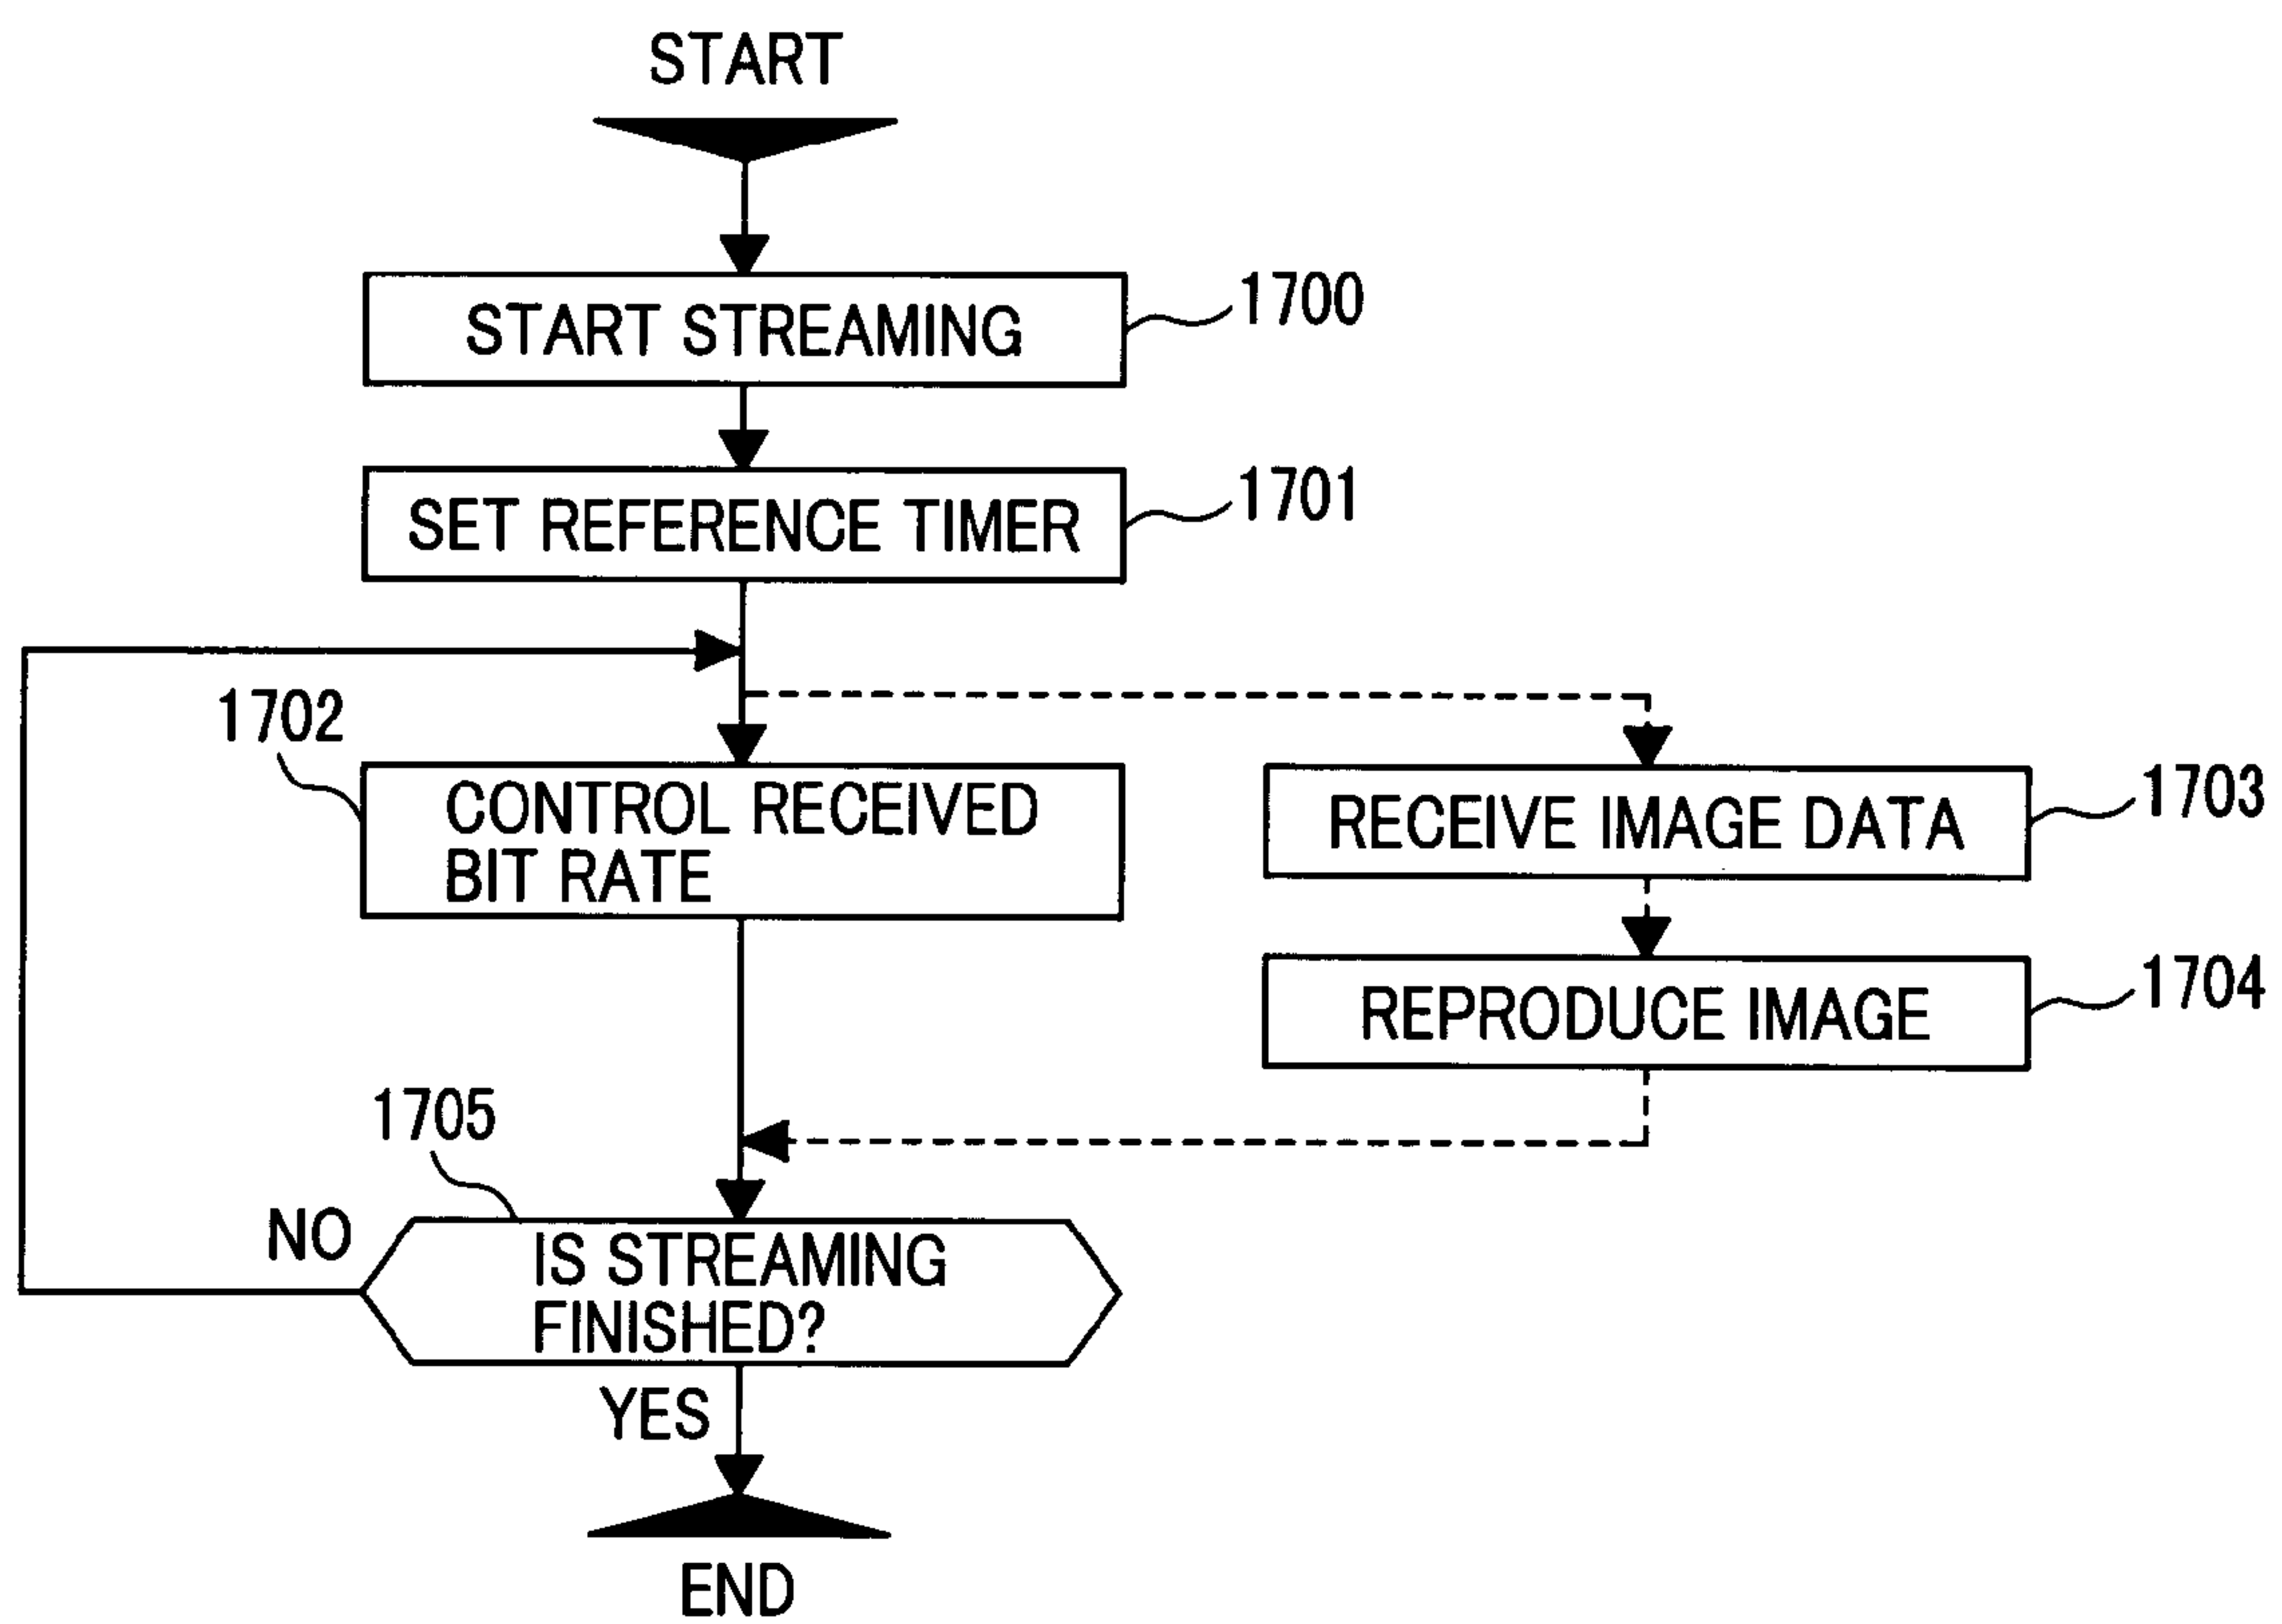 START
START STREAMING
1700
SET REFERENCE TIMER
1701
1702
CONTROL RECEIVED
BIT RATE
RECEIVE IMAGE DATA
1703
REPRODUCE IMAGE
1704
1705
NO
IS STREAMING
FINISHED?
YES
END